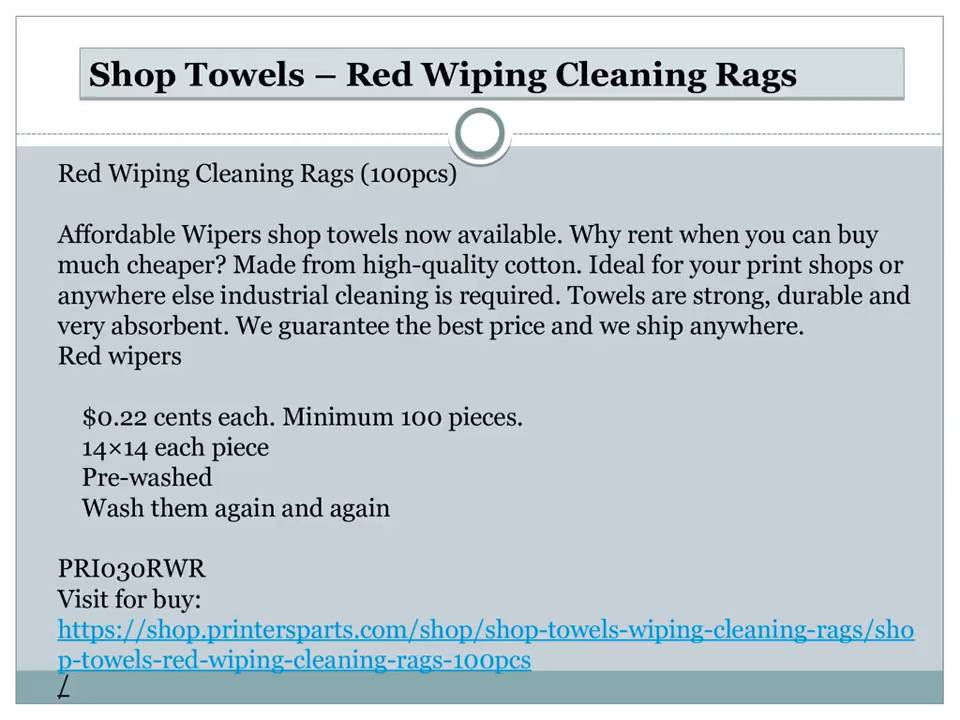 Shop Towels – Red Wiping Cleaning Rags
Red Wiping Cleaning Rags (100pcs)
Affordable Wipers shop towels now available. Why rent when you can buy
much cheaper? Made from high-quality cotton. Ideal for your print shops or
anywhere else industrial cleaning is required. Towels are strong, durable and
very absorbent. We guarantee the best price and we ship anywhere.
Red wipers
$0.22 cents each. Minimum 100 pieces.
14×14 each piece
Pre-washed
Wash them again and again
PRI030RWR
Visit for buy:
https://shop.printersparts.com/shop/shop-towels-wiping-cleaning-rags/sho
p-towels-red-wiping-cleaning-rags-100pcs
/